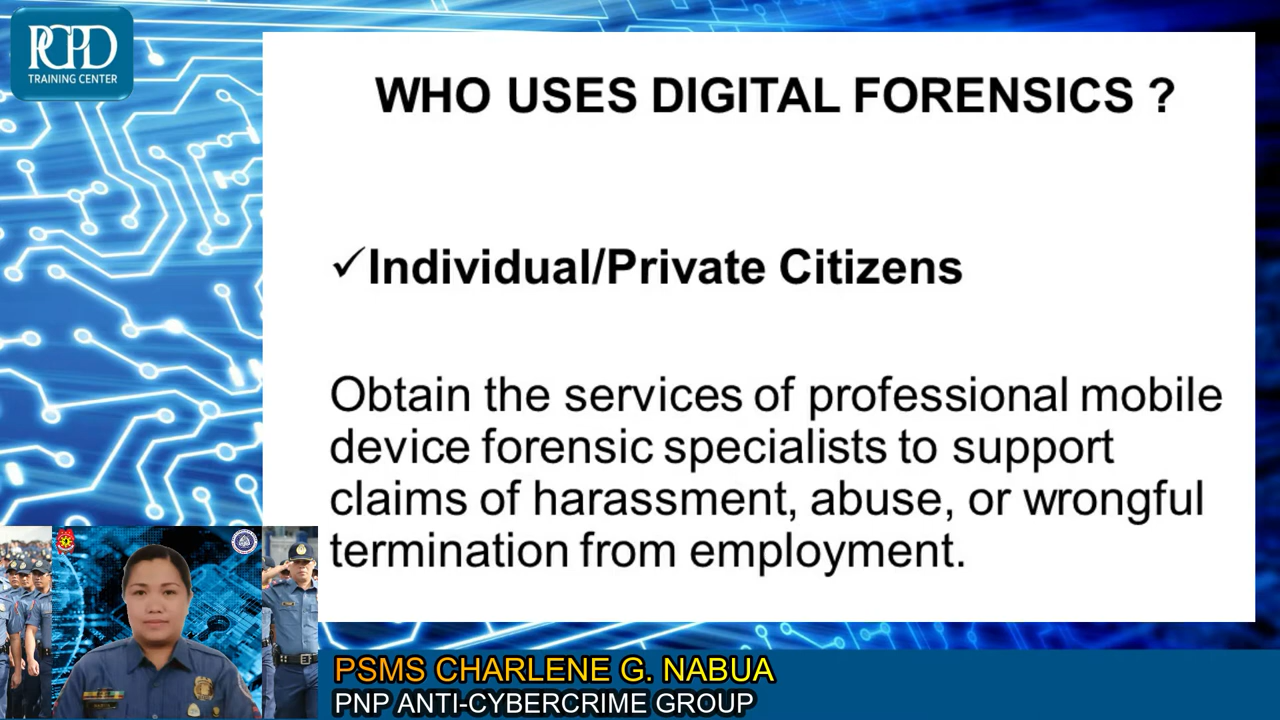 PCPD
TRAINING CENTER
WHO USES DIGITAL FORENSICS ?
✓Individual/Private Citizens
Obtain the services of professional mobile
device forensic specialists to support
claims of harassment, abuse, or wrongful
termination from employment.
PSMS CHARLENE G. NABUA
PNP ANTI-CYBERCRIME GROUP